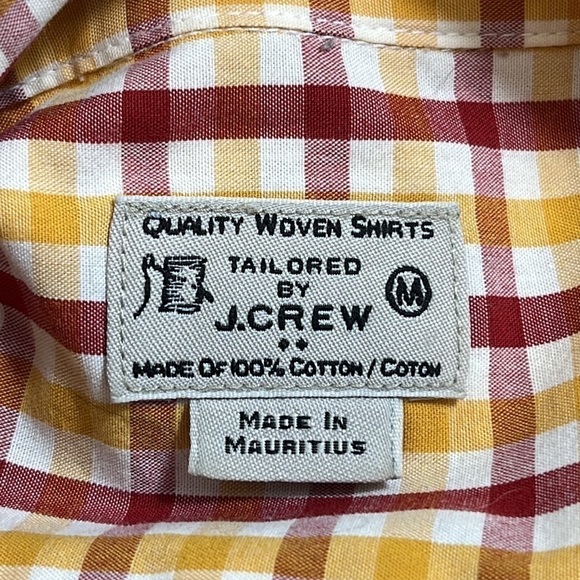 QUALITY WOVEN SHIRTS
TAILORED
BY
M
J.CREW
MADE OF 100% COTTON / COTON
MADE IN
MAURITIUS